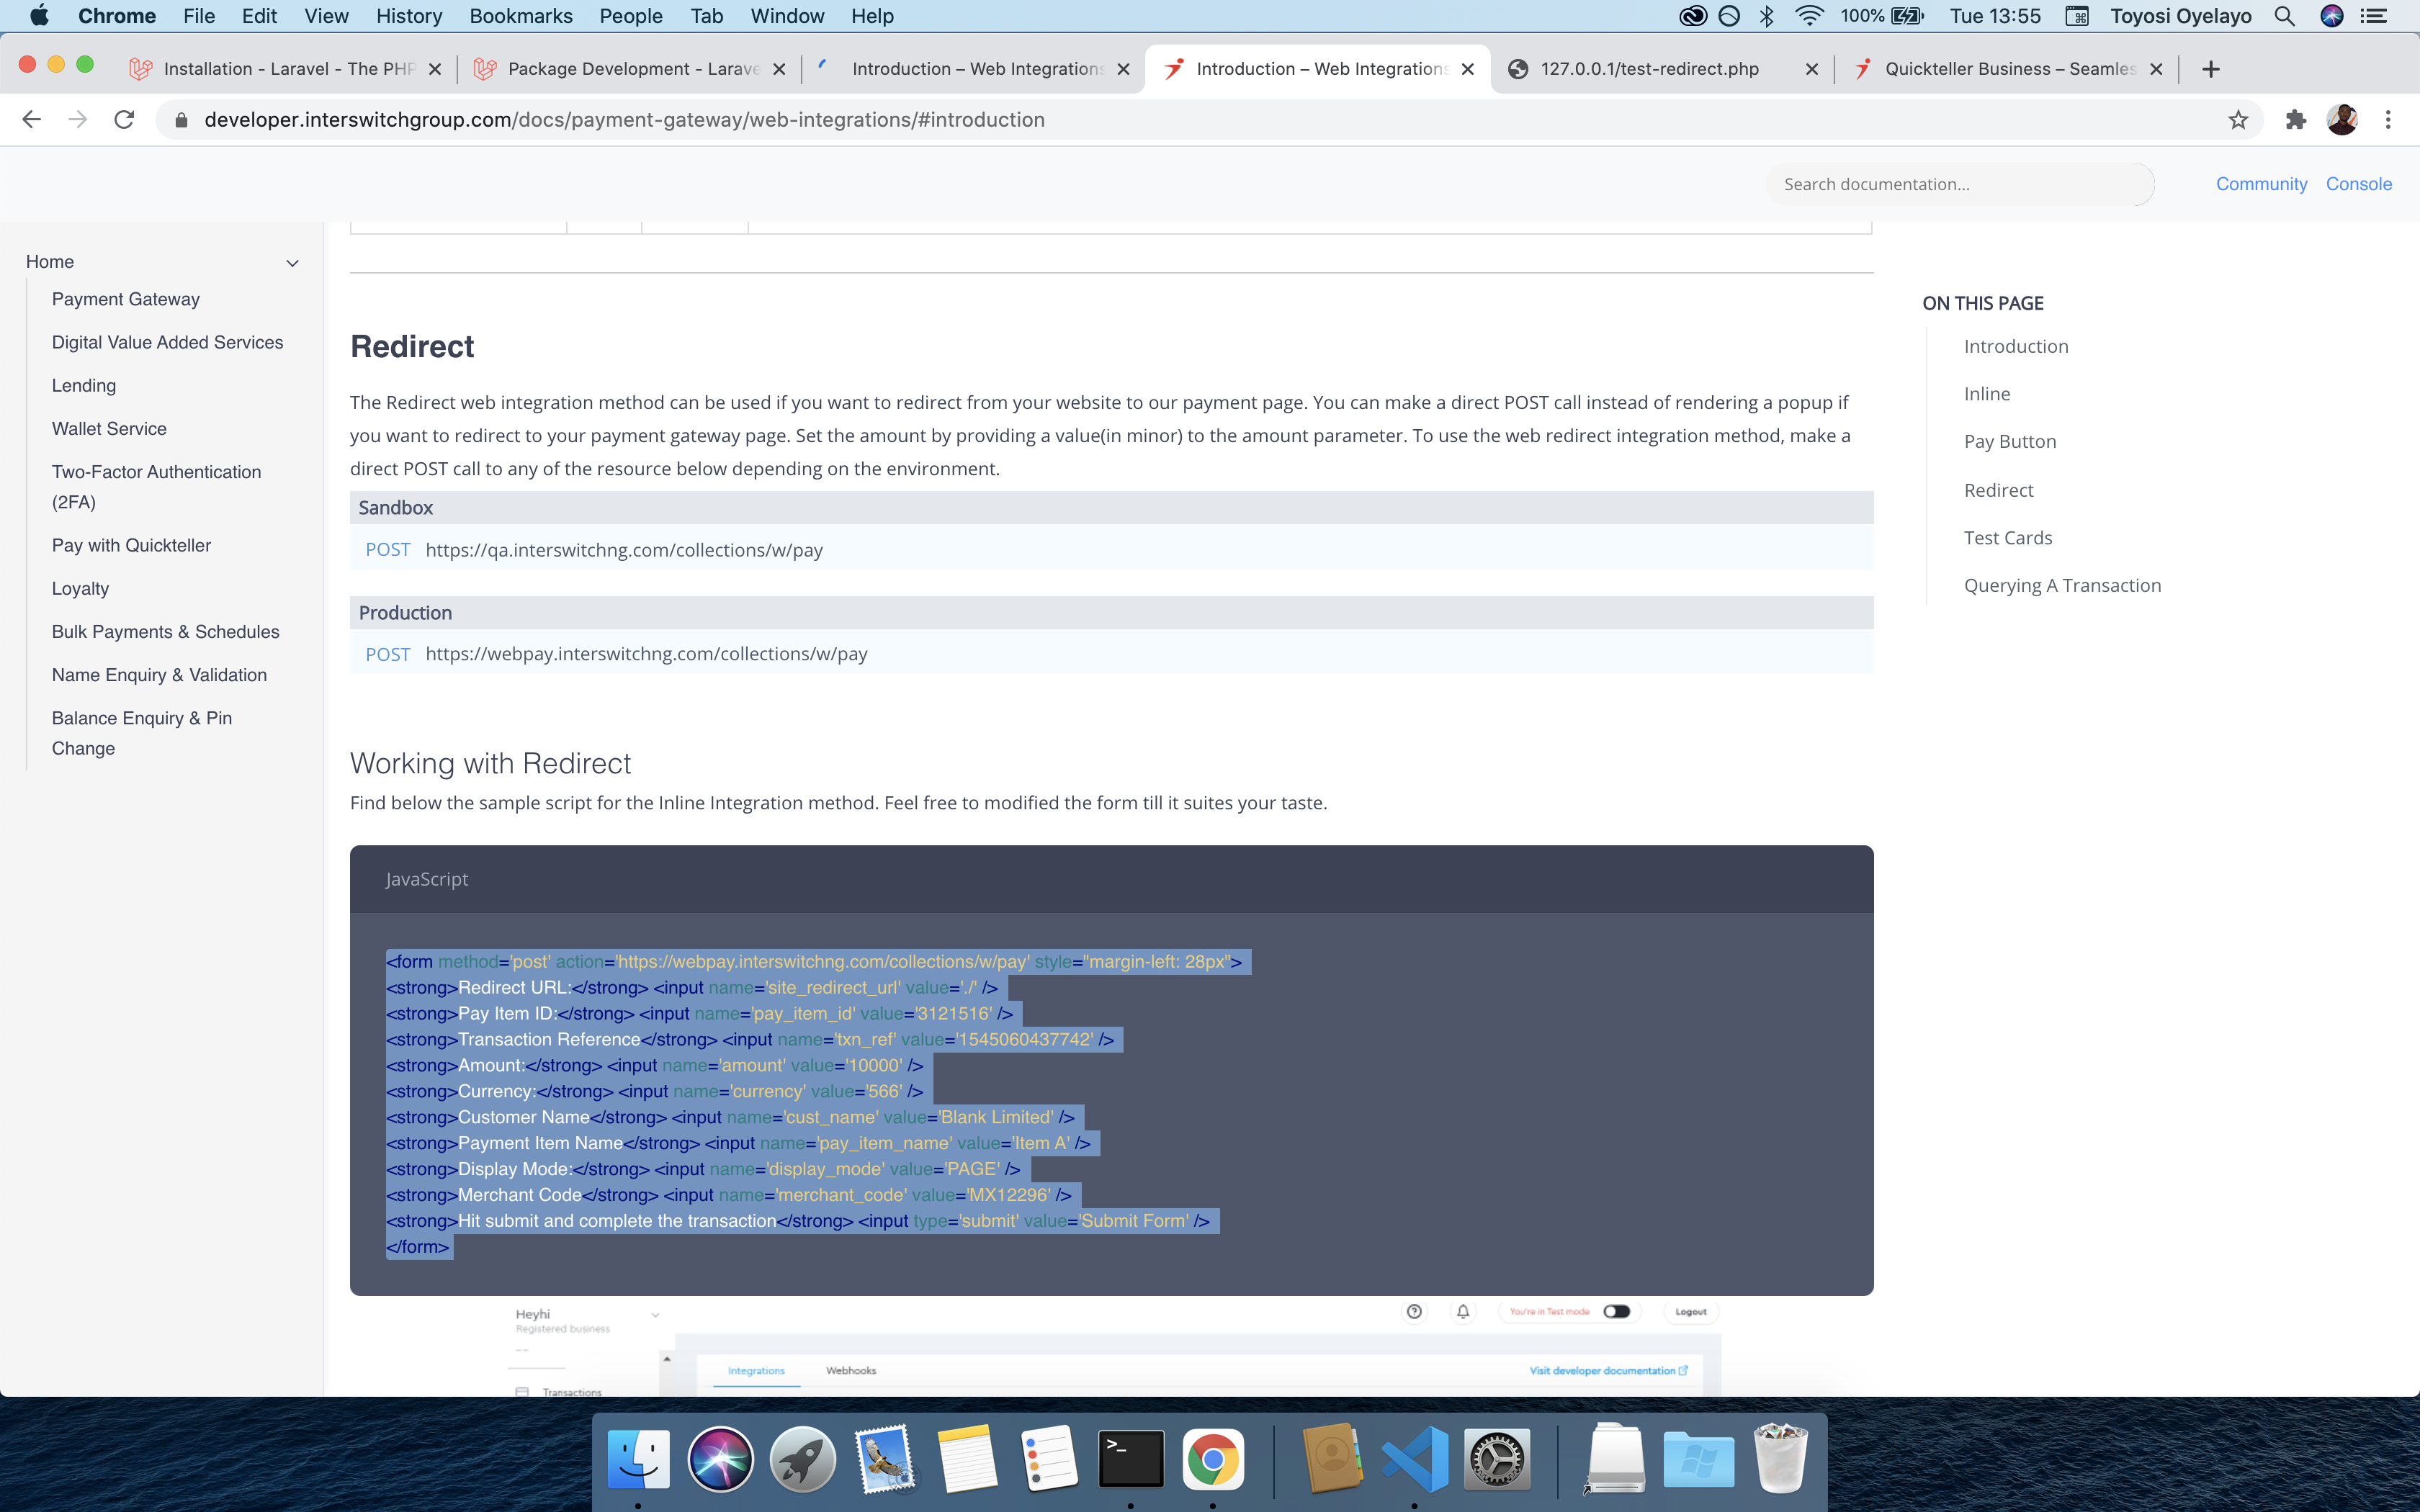 Chrome File Edit View History Bookmarks People Tab Window Help 100% Tue 13:55 Toyosi Oyelayo
Installation - Laravel - The PHP Package Development - Larave Introduction – Web Integrations Introduction – Web Integrations 127.0.0.1/test-redirect.php Quickteller Business – Seamles
developer.interswitchgroup.com/docs/payment-gateway/web-integrations/#introduction
Search documentation... Community Console
Home
Payment Gateway
Digital Value Added Services
Lending
Wallet Service
Two-Factor Authentication
(2FA)
Pay with Quickteller
Loyalty
Bulk Payments & Schedules
Name Enquiry & Validation
Balance Enquiry & Pin
Change
Redirect
The Redirect web integration method can be used if you want to redirect from your website to our payment page. You can make a direct POST call instead of rendering a popup if
you want to redirect to your payment gateway page. Set the amount by providing a value(in minor) to the amount parameter. To use the web redirect integration method, make a
direct POST call to any of the resource below depending on the environment.
Sandbox
POST https://qa.interswitchng.com/collections/w/pay
Production
POST https://webpay.interswitchng.com/collections/w/pay
Working with Redirect
Find below the sample script for the Inline Integration method. Feel free to modified the form till it suites your taste.
JavaScript
<form method='post' action='https://webpay.interswitchng.com/collections/w/pay' style="margin-left: 28px">
<strong>Redirect URL:</strong> <input name='site_redirect_url' value='./' />
<strong>Pay Item ID:</strong> <input name='pay_item_id' value='3121516' />
<strong>Transaction Reference</strong> <input name='txn_ref' value='1545060437742' />
<strong>Amount:</strong> <input name='amount' value='10000' />
<strong>Currency:</strong> <input name='currency' value='566' />
<strong>Customer Name</strong> <input name='cust_name' value='Blank Limited' />
<strong>Payment Item Name</strong> <input name='pay_item_name' value='Item A' />
<strong>Display Mode:</strong> <input name='display_mode' value='PAGE' />
<strong>Merchant Code</strong> <input name='merchant_code' value='MX12296' />
<strong>Hit submit and complete the transaction</strong> <input type='submit' value='Submit Form' />
</form>
Heyhi
Registered business
You're in Test mode Logout
Integrations Webhooks Visit developer documentation
Transactions
ON THIS PAGE
Introduction
Inline
Pay Button
Redirect
Test Cards
Querying A Transaction